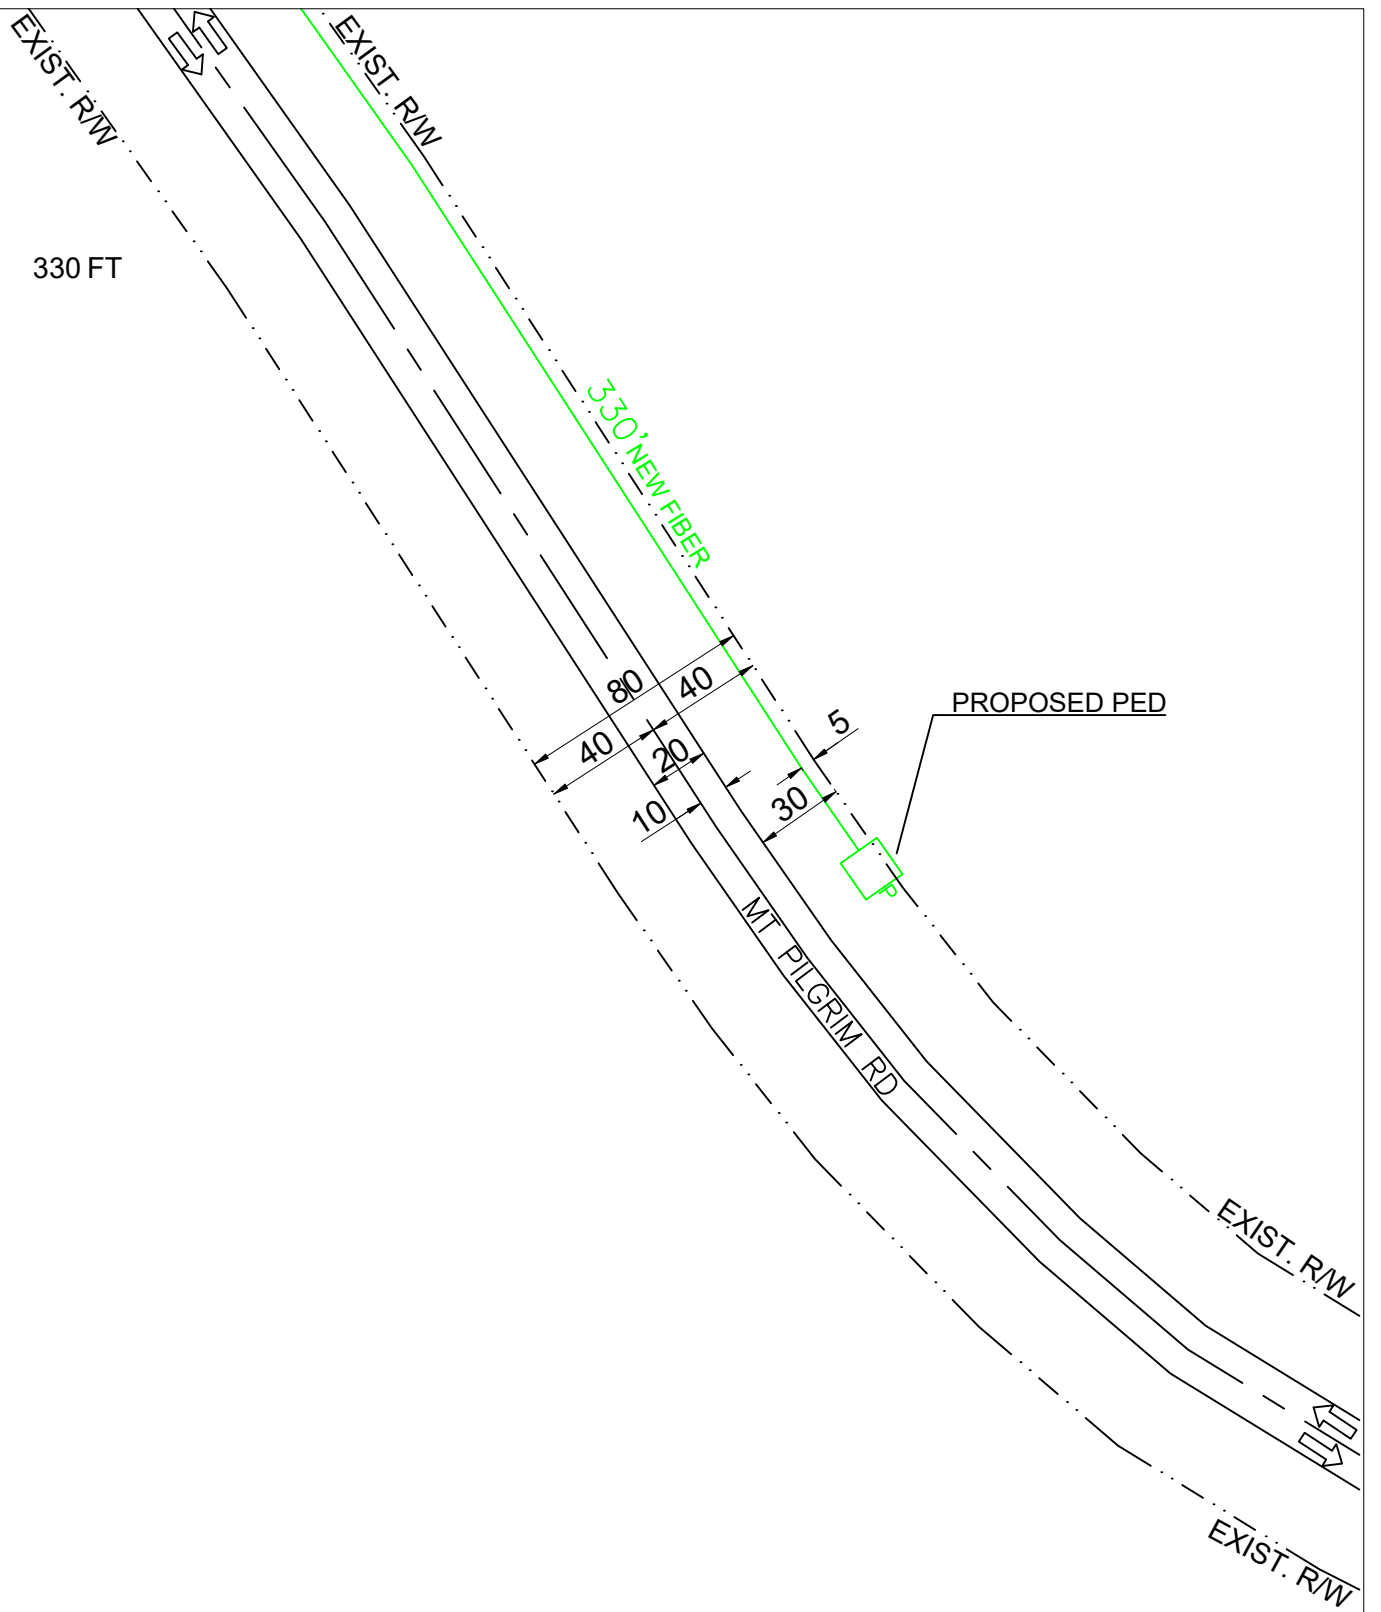 EXIST. R/W
EXIST. R/W
330 FT
330' NEW FIBER
80
40
40
20
10
5
30
PROPOSED PED
P
MT PILGRIM RD
EXIST. R/W
EXIST. R/W